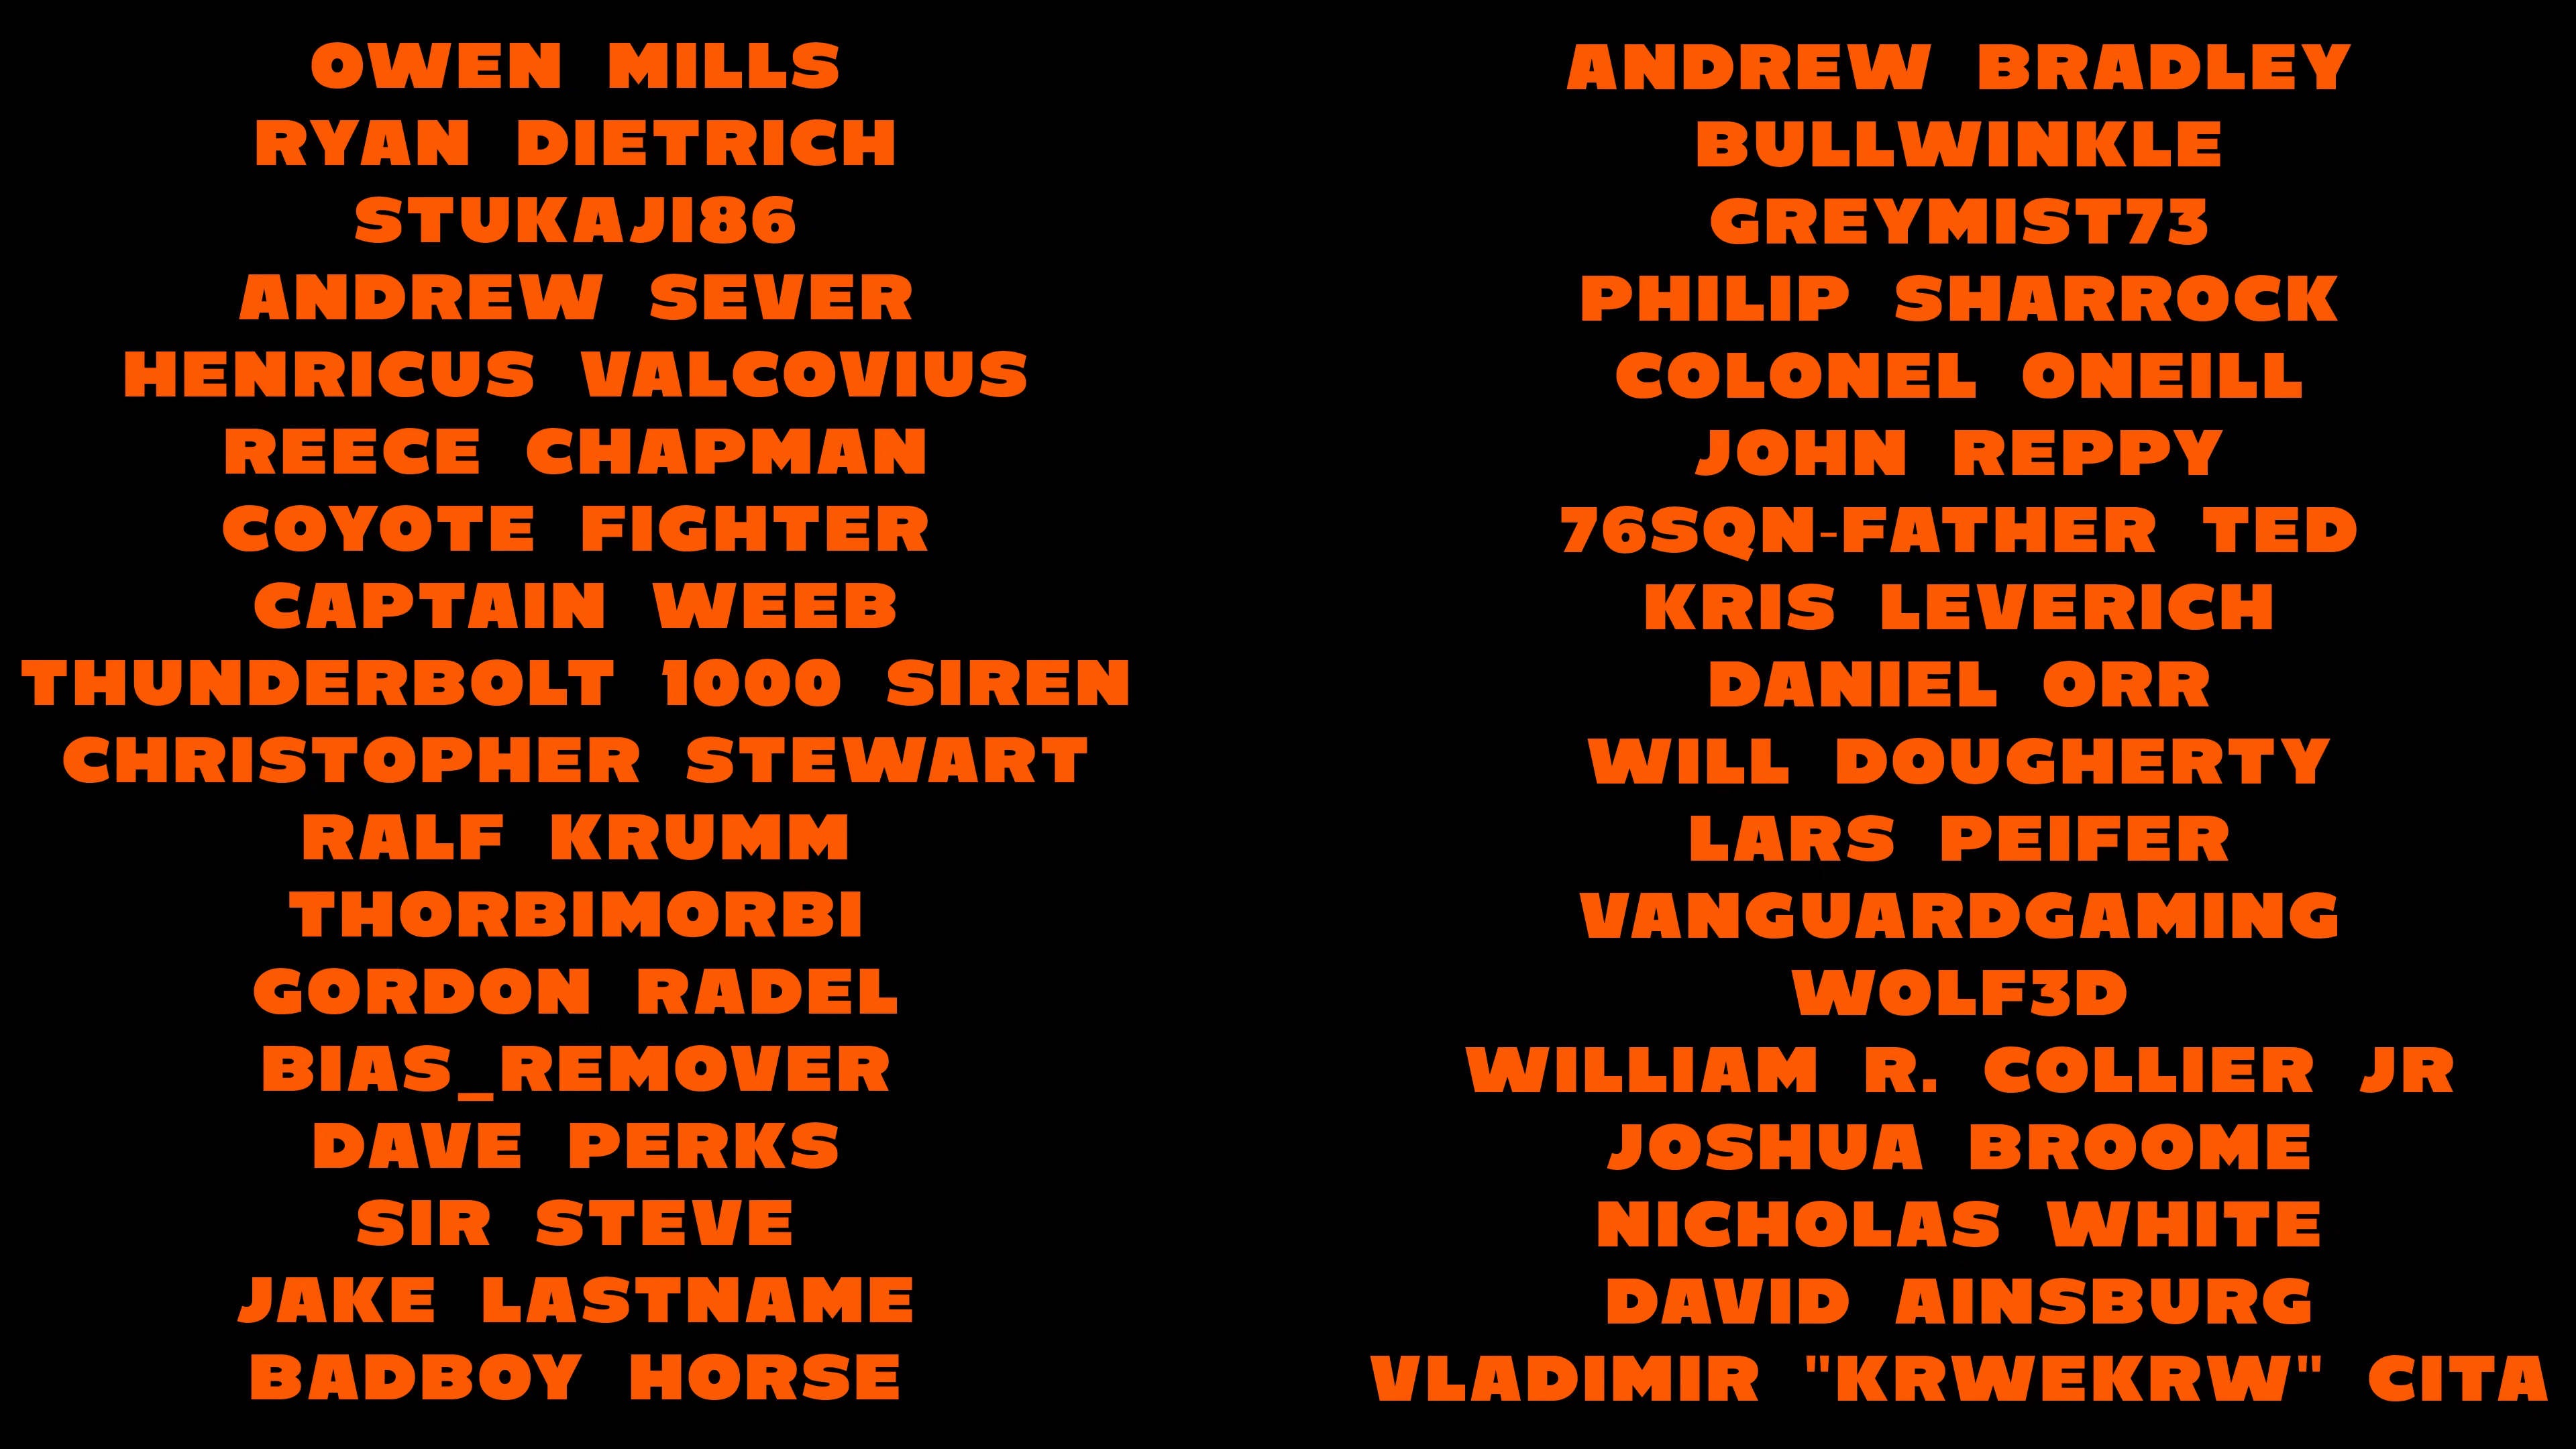 OWEN MILLS
RYAN DIETRICH
STUKAJI86
ANDREW SEVER
HENRICUS VALCOVIUS
REECE CHAPMAN
COYOTE FIGHTER
CAPTAIN WEEB
THUNDERBOLT 1000 SIREN
CHRISTOPHER STEWART
RALF KRUMM
THORBIMORBI
GORDON RADEL
BIAS_REMOVER
DAVE PERKS
SIR STEVE
JAKE LASTNAME
BADBOY HORSE
ANDREW BRADLEY
BULLWINKLE
GREYMIST73
PHILIP SHARROCK
COLONEL ONEILL
JOHN REPPY
76SQN-FATHER TED
KRIS LEVERICH
DANIEL ORR
WILL DOUGHERTY
LARS PEIFER
VANGUARDGAMING
WOLF3D
WILLIAM R. COLLIER JR
JOSHUA BROOME
NICHOLAS WHITE
DAVID AINSBURG
VLADIMIR "KRWEKRW" CITA